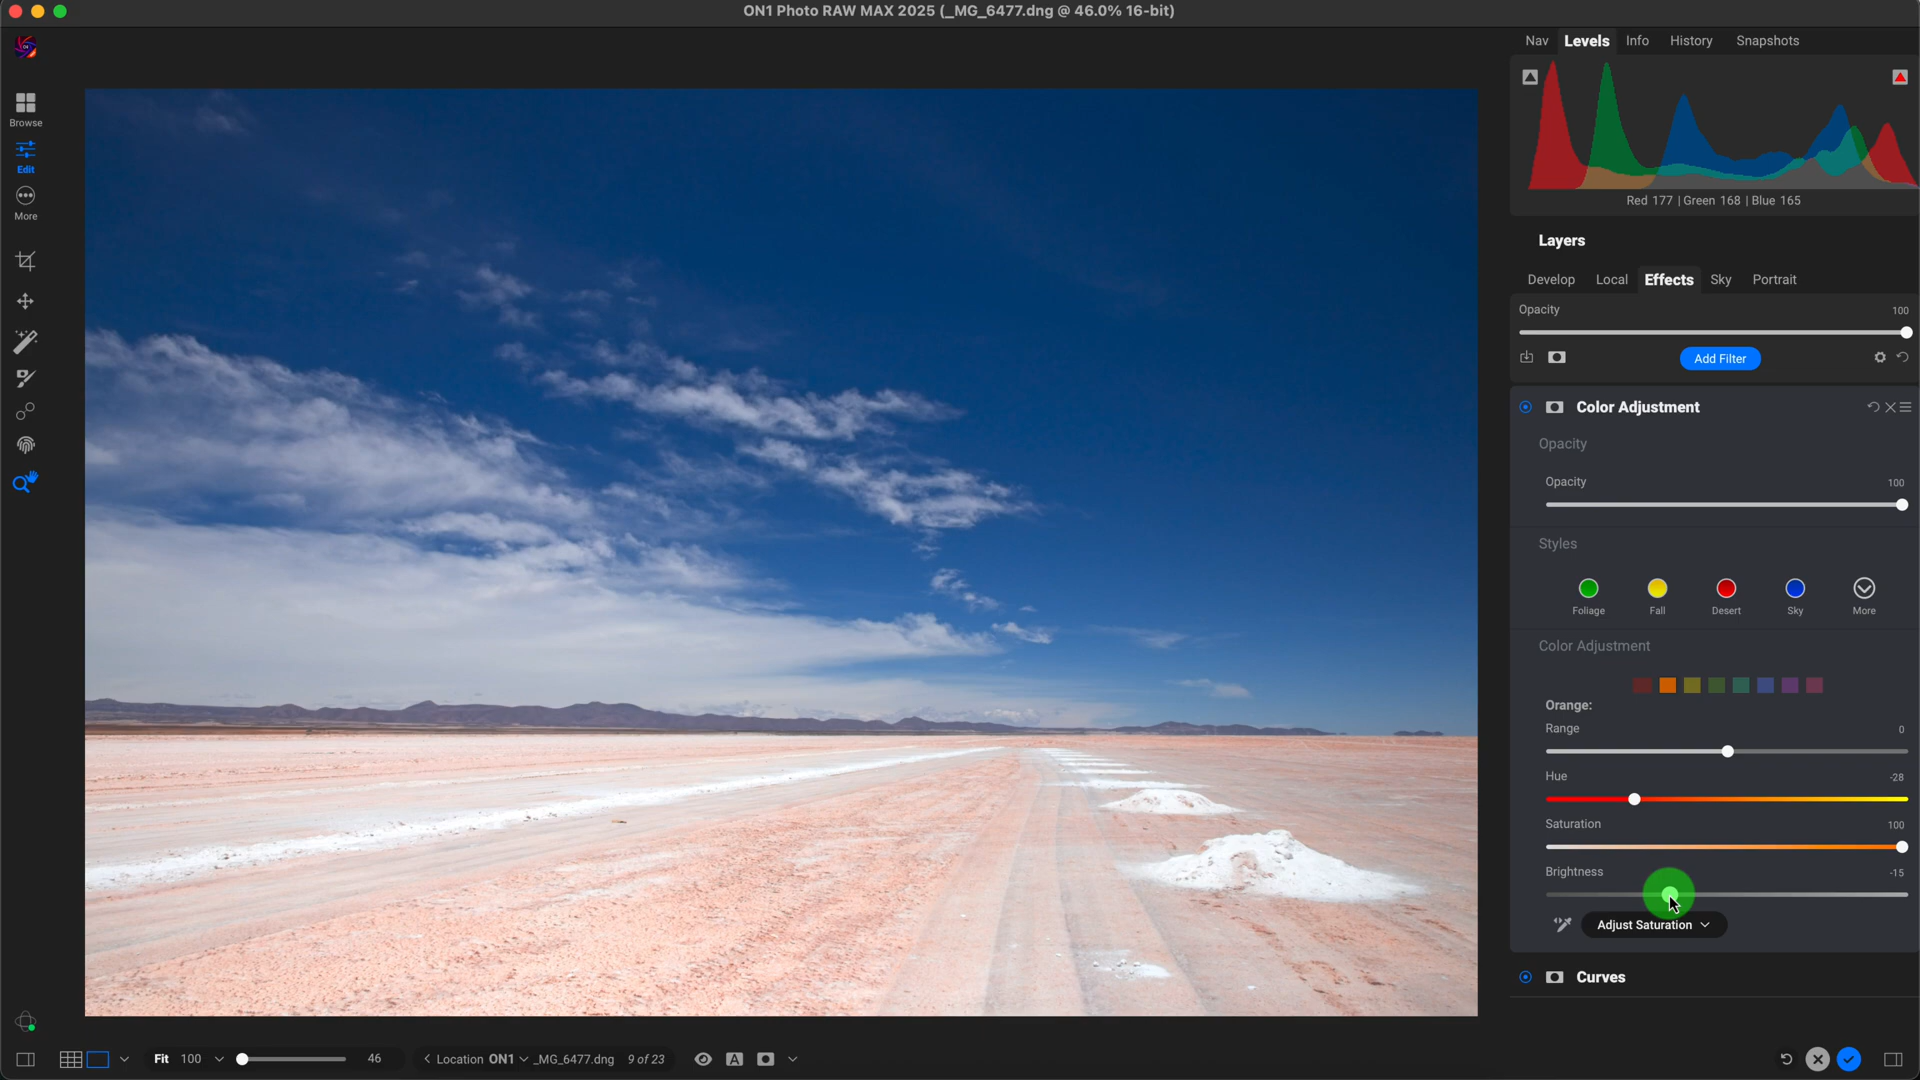 ON1 Photo RAW MAX 2025 (_MG_6477.dng @ 46.0% 16-bit)
Nav Levels Info History Snapshots
Browse
Edit
More
Red 177 | Green 168 | Blue 165
Layers
Develop Local Effects Sky Portrait
Opacity 100
Add Filter
Color Adjustment
Opacity
Opacity 100
Styles
Foliage Fall Desert Sky More
Color Adjustment
Orange:
Range 0
Hue -28
Saturation 100
Brightness -15
Adjust Saturation
Curves
Fit 100 46 Location ON1 _MG_6477.dng 9 of 23 A